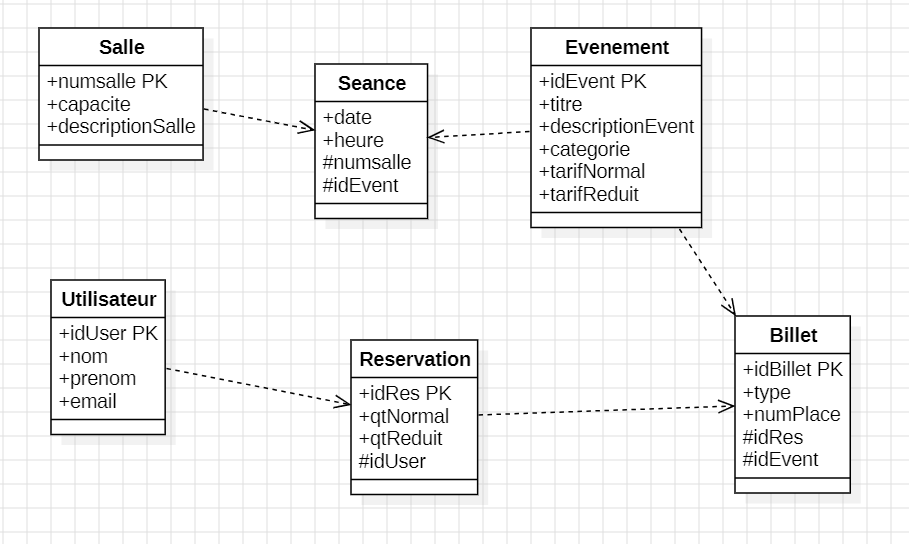 Salle
+numsalle PK
+capacite
+descriptionSalle
Seance
+date
+heure
#numsalle
#idEvent
Evenement
+idEvent PK
+titre
+descriptionEvent
+categorie
+tarifNormal
+tarifReduit
Utilisateur
+idUser PK
+nom
+prenom
+email
Reservation
+idRes PK
+qtNormal
+qtReduit
#idUser
Billet
+idBillet PK
+type
+numPlace
#idRes
#idEvent